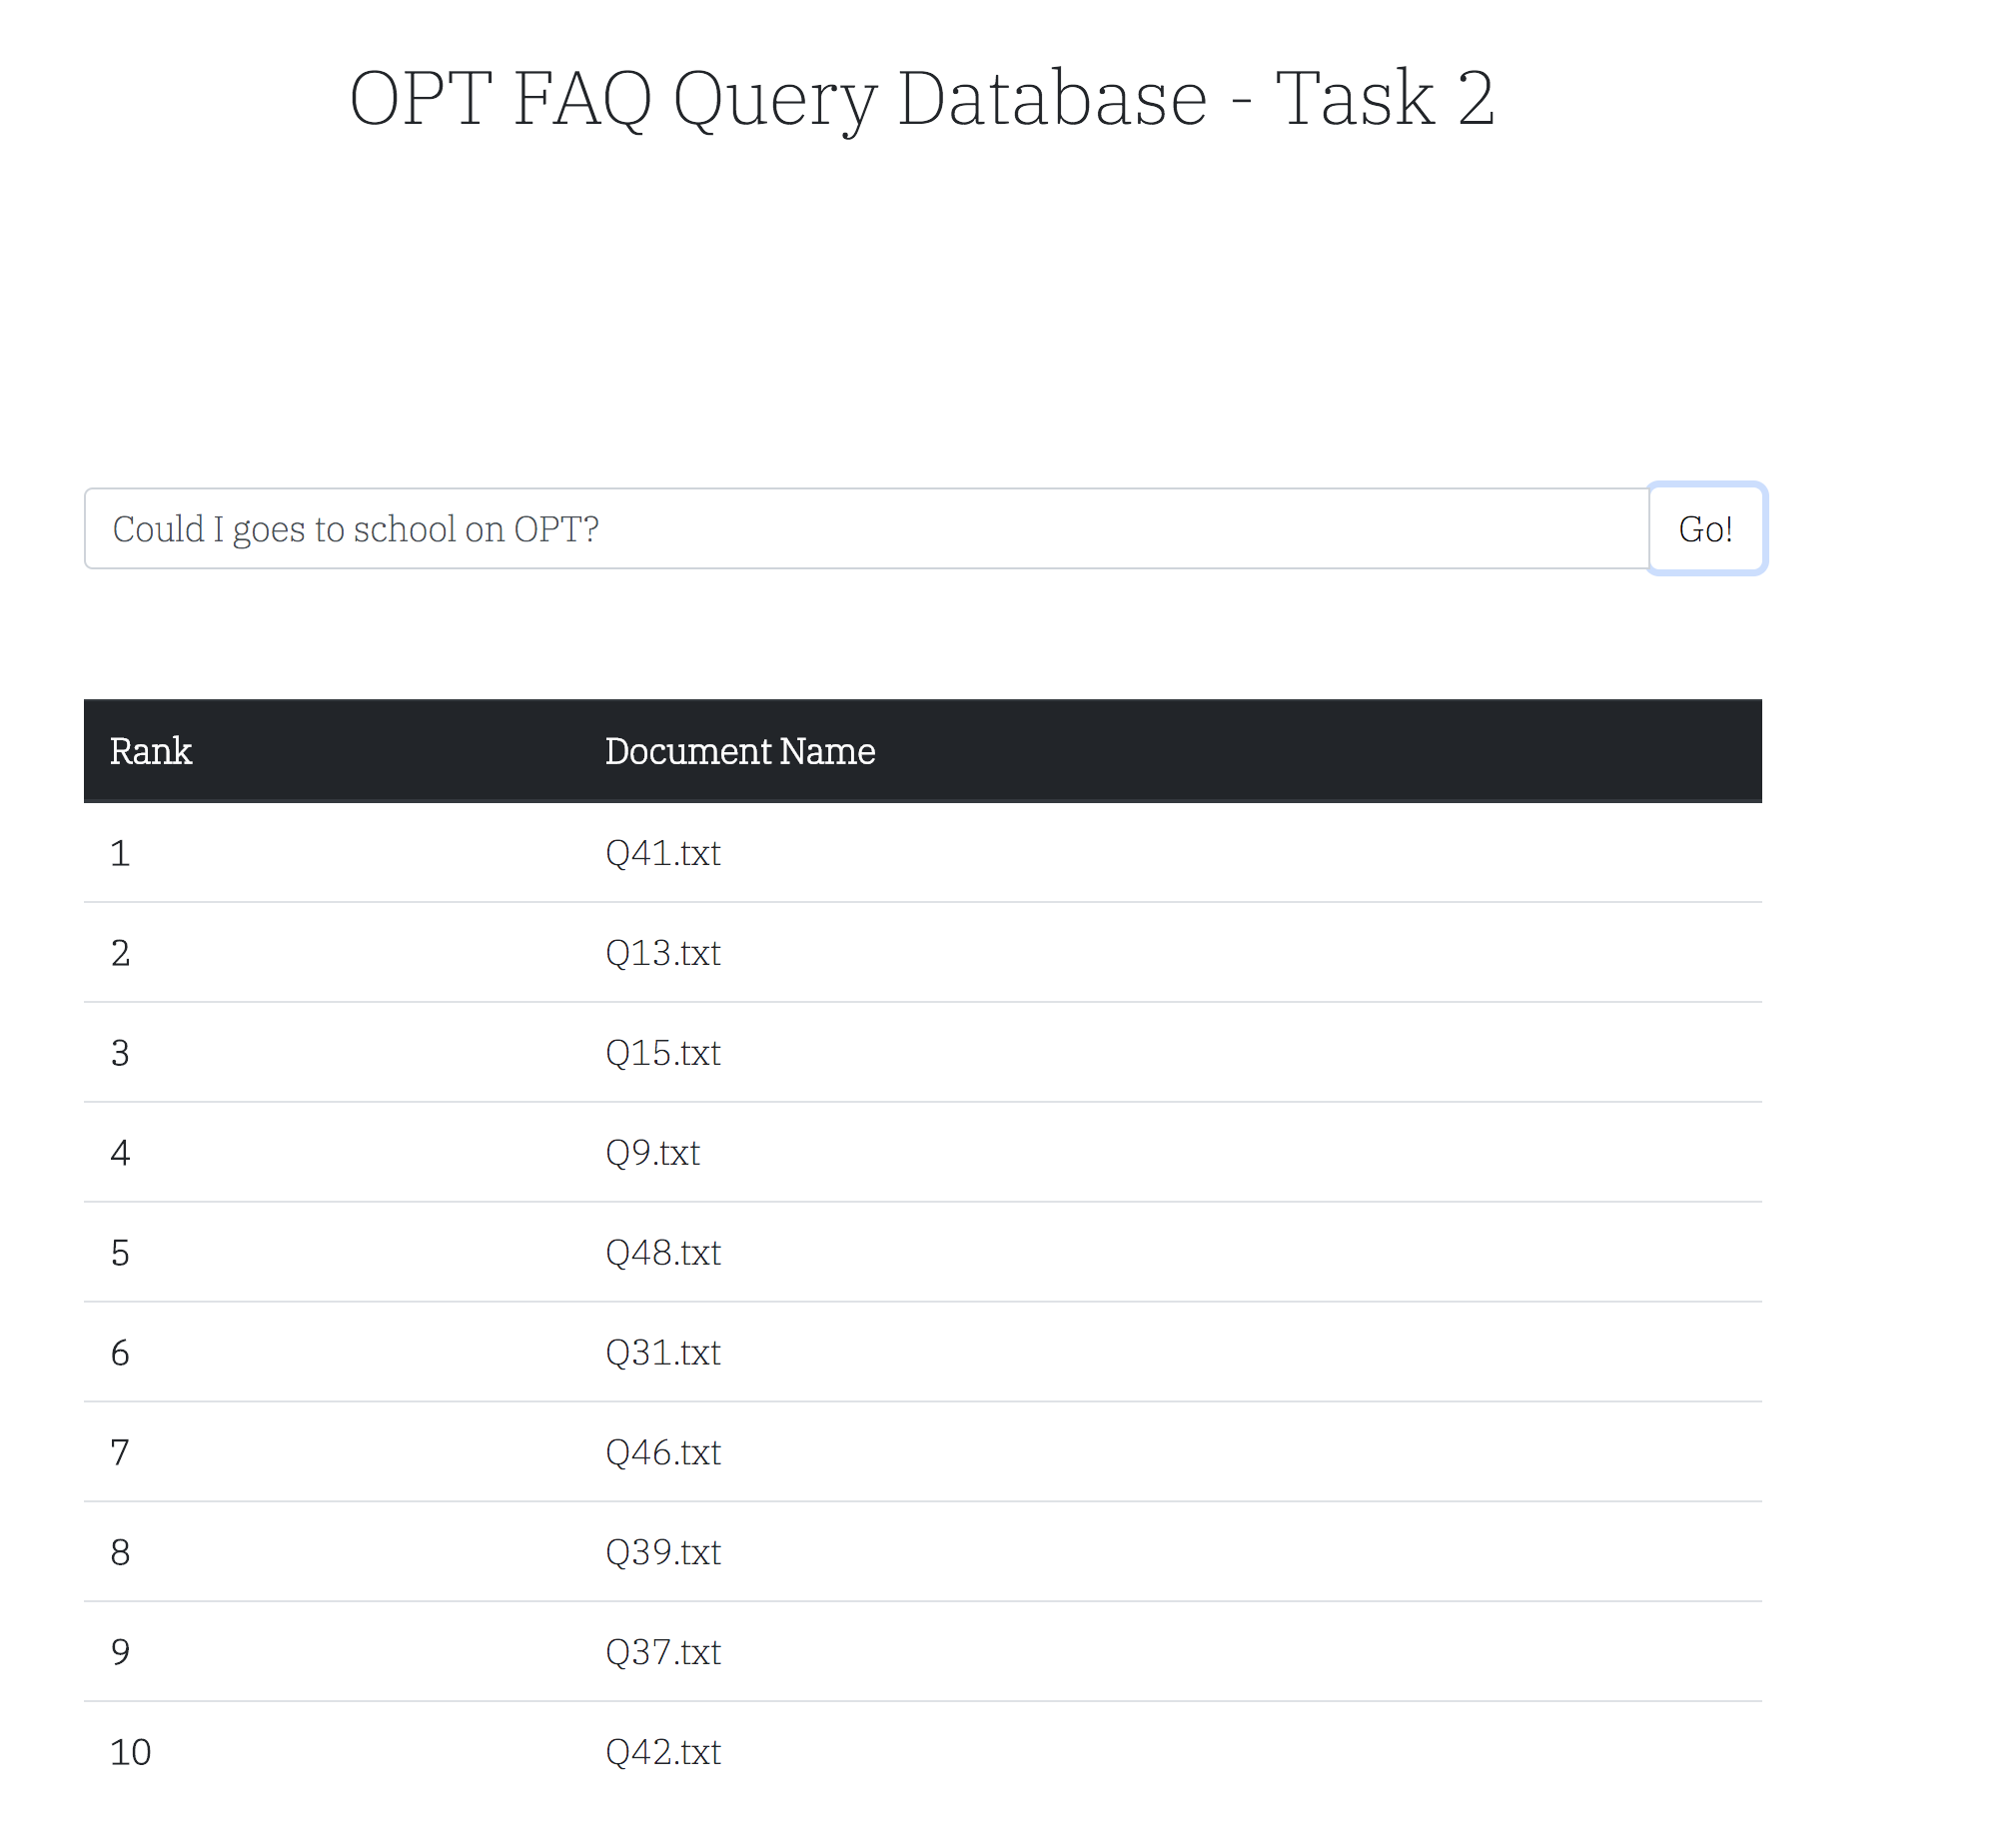 OPT FAQ Query Database - Task 2
Could I goes to school on OPT? Go!
Rank Document Name
1 Q41.txt
2 Q13.txt
3 Q15.txt
4 Q9.txt
5 Q48.txt
6 Q31.txt
7 Q46.txt
8 Q39.txt
9 Q37.txt
10 Q42.txt